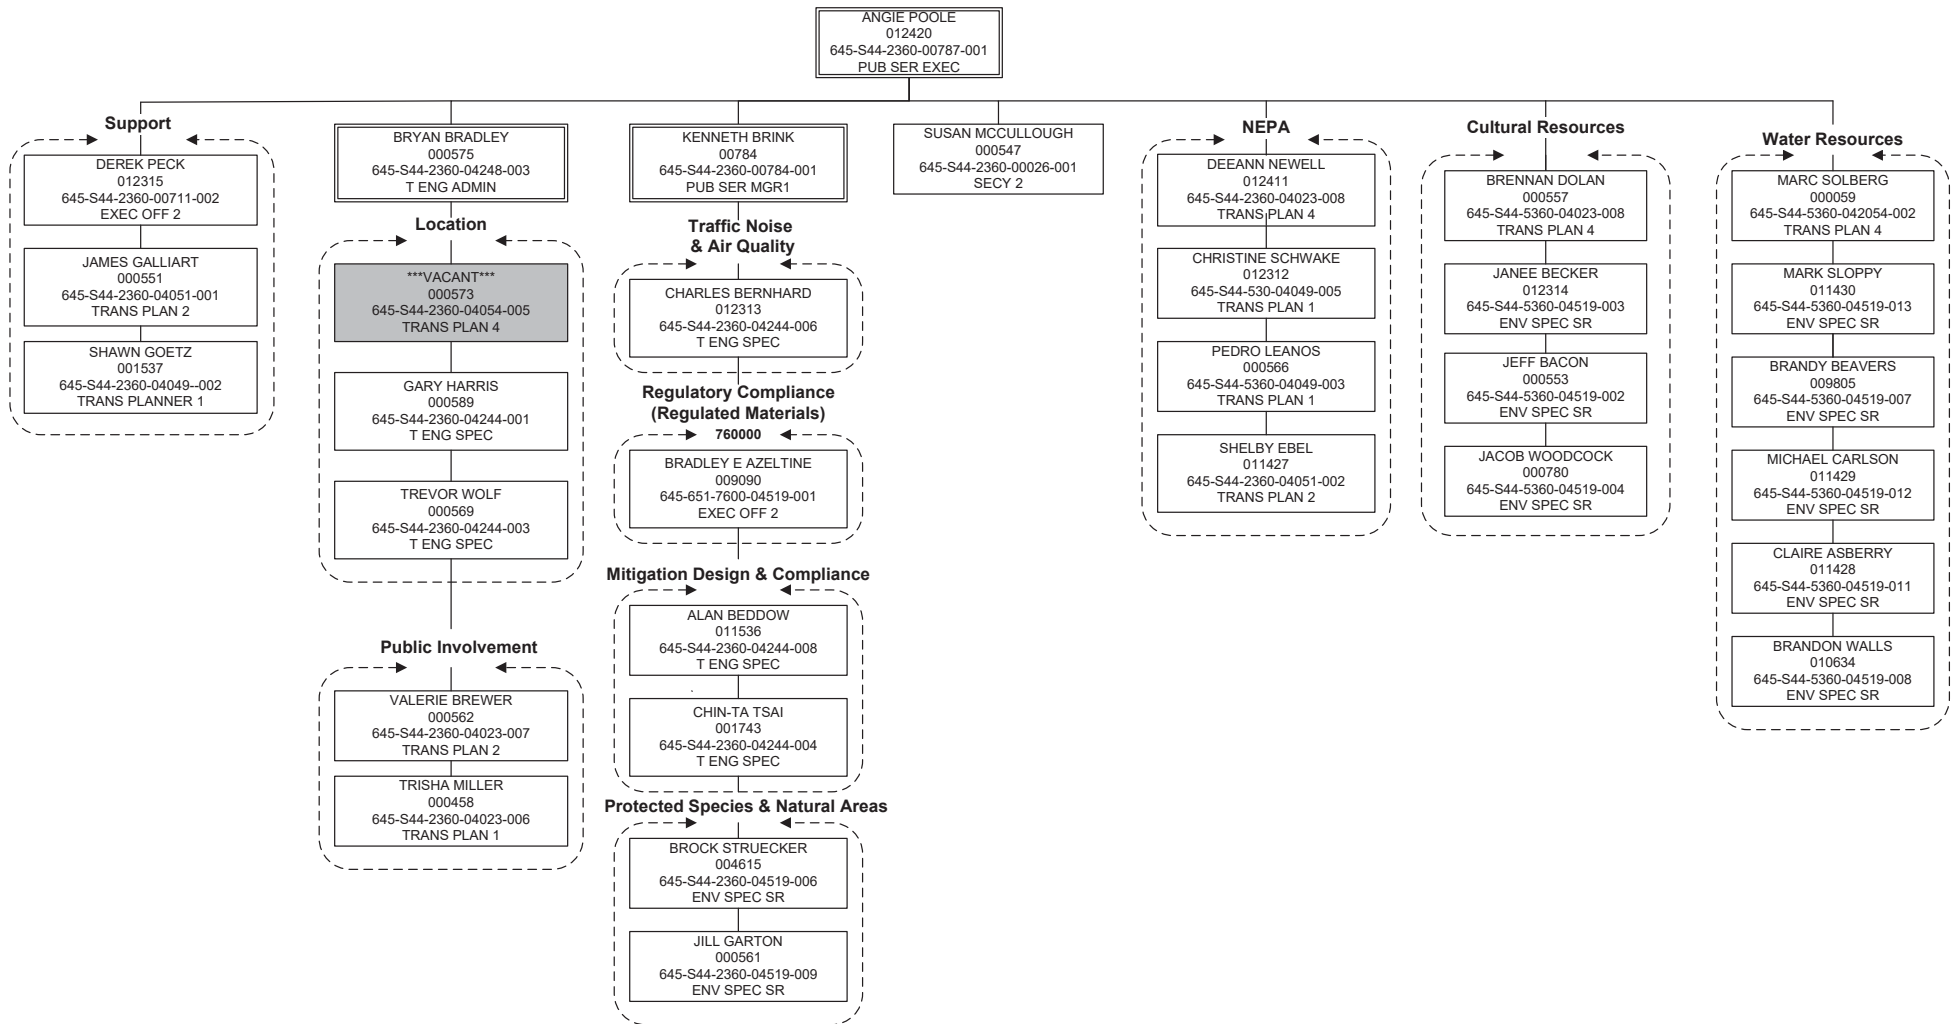 ANGIE POOLE
012420
645-S44-2360-00787-001
PUB SER EXEC
Support
DEREK PECK
012315
645-S44-2360-00711-002
EXEC OFF 2
JAMES GALLIART
000551
645-S44-2360-04051-001
TRANS PLAN 2
SHAWN GOETZ
001537
645-S44-2360-04049--002
TRANS PLANNER 1
BRYAN BRADLEY
000575
645-S44-2360-04248-003
T ENG ADMIN
Location
***VACANT***
000573
645-S44-2360-04054-005
TRANS PLAN 4
GARY HARRIS
000589
645-S44-2360-04244-001
T ENG SPEC
TREVOR WOLF
000569
645-S44-2360-04244-003
T ENG SPEC
Public Involvement
VALERIE BREWER
000562
645-S44-2360-04023-007
TRANS PLAN 2
TRISHA MILLER
000458
645-S44-2360-04023-006
TRANS PLAN 1
KENNETH BRINK
00784
645-S44-2360-00784-001
PUB SER MGR1
Traffic Noise
& Air Quality
CHARLES BERNHARD
012313
645-S44-2360-04244-006
T ENG SPEC
Regulatory Compliance
(Regulated Materials)
760000
BRADLEY E AZELTINE
009090
645-651-7600-04519-001
EXEC OFF 2
Mitigation Design & Compliance
ALAN BEDDOW
011536
645-S44-2360-04244-008
T ENG SPEC
CHIN-TA TSAI
001743
645-S44-2360-04244-004
T ENG SPEC
Protected Species & Natural Areas
BROCK STRUECKER
004615
645-S44-2360-04519-006
ENV SPEC SR
JILL GARTON
000561
645-S44-2360-04519-009
ENV SPEC SR
SUSAN MCCULLOUGH
000547
645-S44-2360-00026-001
SECY 2
NEPA
DEEANN NEWELL
012411
645-S44-2360-04023-008
TRANS PLAN 4
CHRISTINE SCHWAKE
012312
645-S44-530-04049-005
TRANS PLAN 1
PEDRO LEANOS
000566
645-S44-5360-04049-003
TRANS PLAN 1
SHELBY EBEL
011427
645-S44-2360-04051-002
TRANS PLAN 2
Cultural Resources
BRENNAN DOLAN
000557
645-S44-5360-04023-008
TRANS PLAN 4
JANEE BECKER
012314
645-S44-5360-04519-003
ENV SPEC SR
JEFF BACON
000553
645-S44-5360-04519-002
ENV SPEC SR
JACOB WOODCOCK
000780
645-S44-5360-04519-004
ENV SPEC SR
Water Resources
MARC SOLBERG
000059
645-S44-5360-042054-002
TRANS PLAN 4
MARK SLOPPY
011430
645-S44-5360-04519-013
ENV SPEC SR
BRANDY BEAVERS
009805
645-S44-5360-04519-007
ENV SPEC SR
MICHAEL CARLSON
011429
645-S44-5360-04519-012
ENV SPEC SR
CLAIRE ASBERRY
011428
645-S44-5360-04519-011
ENV SPEC SR
BRANDON WALLS
010634
645-S44-5360-04519-008
ENV SPEC SR